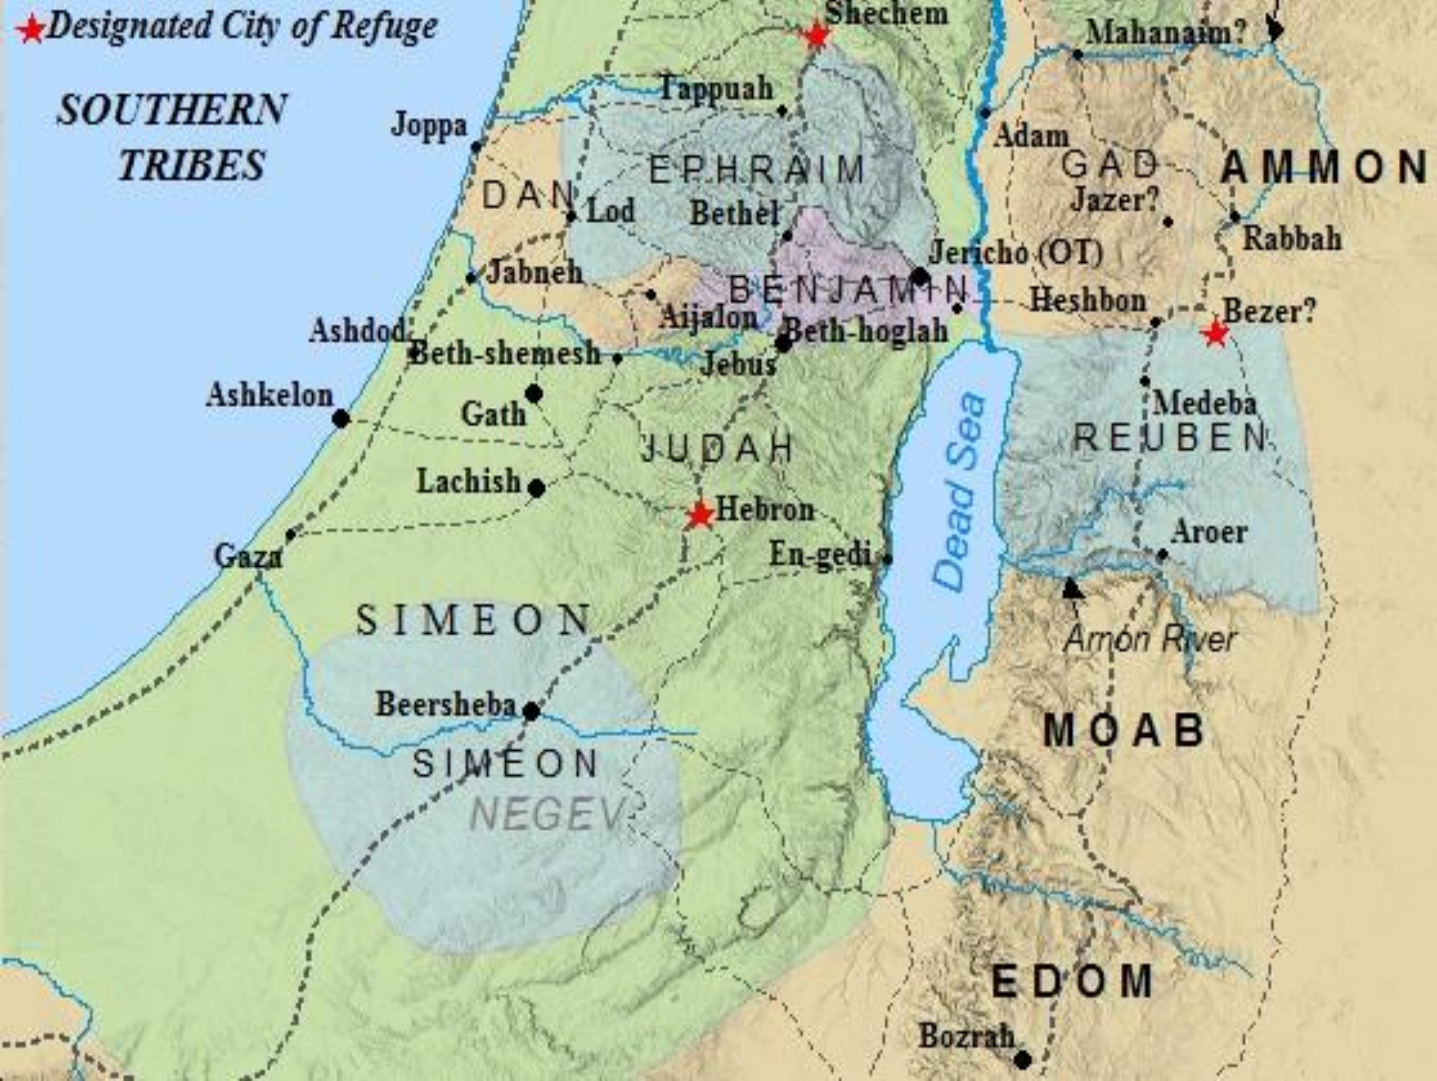 Shechem
Designated City of Refuge
Mahanaim?
SOUTHERN
TRIBES
Tappuah
Joppa
Adam
GAD
AMMON
EPHRAIM
DAN
Jazer?
Lod
Bethel
Rabbah
Jericho (OT)
Jabneh
BENJAMIN
Heshbon
Bezer?
Aijalon
Ashdod
Beth-hoglah
Beth-shemesh
Jebus
Ashkelon
Gath
Medeba
REUBEN
JUDAH
Dead Sea
Lachish
Hebron
Aroer
Gaza
En-gedi
SIMEON
Arnon River
Beersheba
MOAB
SIMEON
NEGEV
EDOM
Bozrah